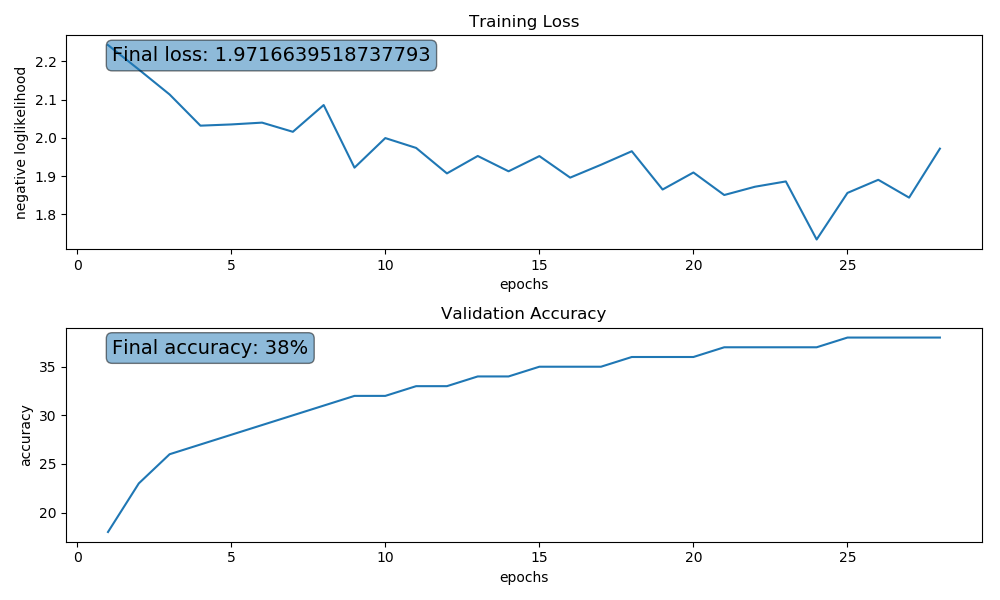 Training Loss
Final loss: 1.9716639518737793
negative loglikelihood
2.2
2.1
2.0
1.9
1.8
0 5 10 15 20 25
epochs
Validation Accuracy
Final accuracy: 38%
accuracy
35
30
25
20
0 5 10 15 20 25
epochs